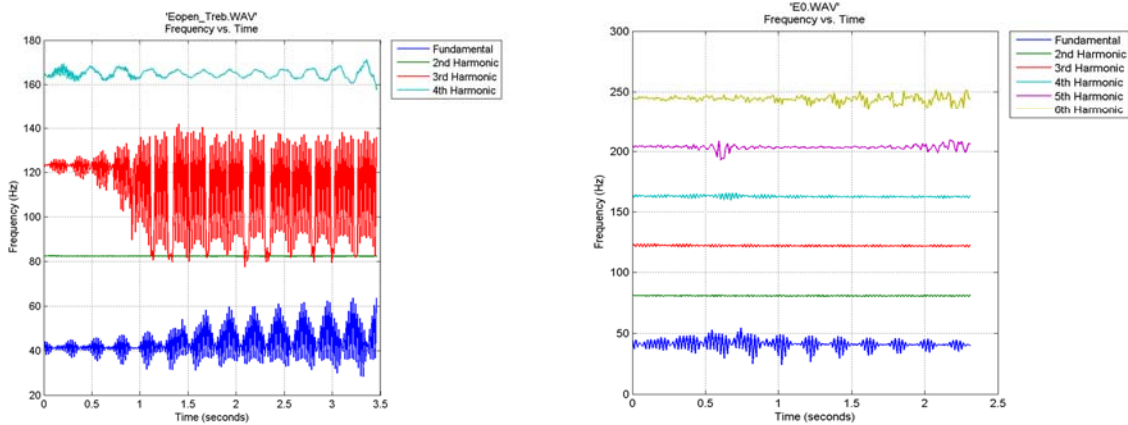 'Eopen_Treb.WAV'
Frequency vs. Time
180
160
140
120
100
80
60
40
20
Frequency (Hz)
0
0.5
1
1.5
2
2.5
3
3.5
Time (seconds)
Fundamental
2nd Harmonic
3rd Harmonic
4th Harmonic
'E0.WAV'
Frequency vs. Time
300
250
200
150
100
50
0
Frequency (Hz)
0
0.5
1
1.5
2
2.5
Time (seconds)
Fundamental
2nd Harmonic
3rd Harmonic
4th Harmonic
5th Harmonic
6th Harmonic